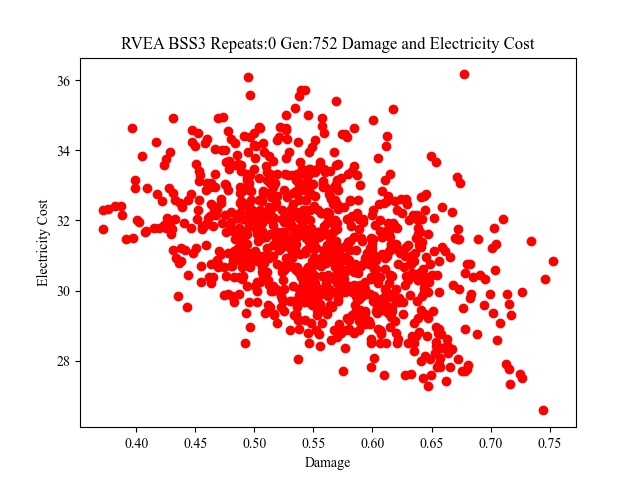 RVEA BSS3 Repeats:0 Gen:752 Damage and Electricity Cost
36
34
32
30
28
Electricity Cost
0.40 0.45 0.50 0.55 0.60 0.65 0.70 0.75
Damage